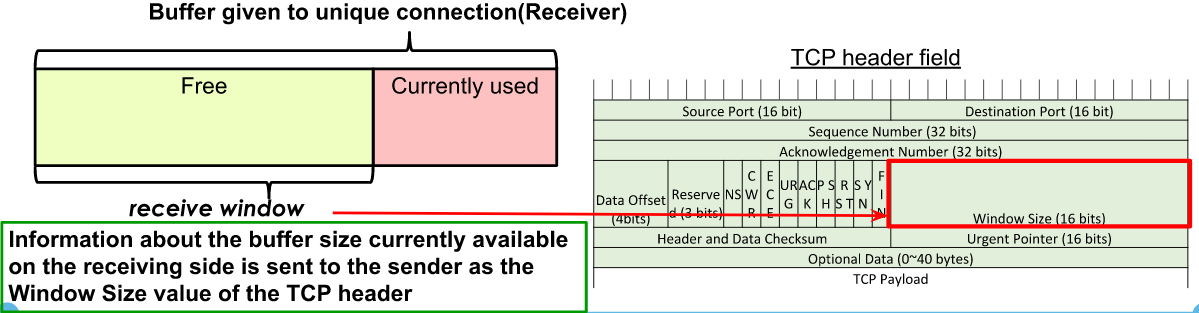 Buffer given to unique connection(Receiver)
Free
Currently used
receive window
Information about the buffer size currently available
on the receiving side is sent to the sender as the
Window Size value of the TCP header
TCP header field
Source Port (16 bit)
Destination Port (16 bit)
Sequence Number (32 bits)
Acknowledgement Number (32 bits)
Data Offset
(4bits)
Reserve
d (3 bits)
NS
C
W
R
E
C
E
UR
G
AC
K
P S
H
R
S
T
S Y
N
F
I
N
Window Size (16 bits)
Header and Data Checksum
Urgent Pointer (16 bits)
Optional Data (0~40 bytes)
TCP Payload